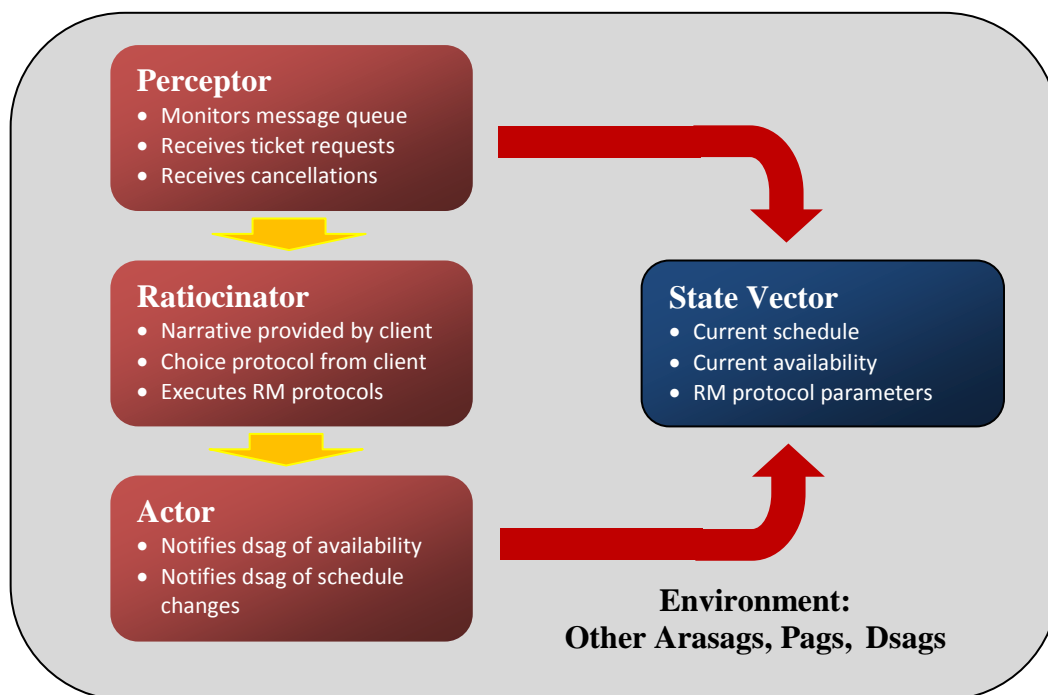 Perceptor
• Monitors message queue
• Receives ticket requests
• Receives cancellations
Ratiocinator
• Narrative provided by client
• Choice protocol from client
• Executes RM protocols
State Vector
• Current schedule
• Current availability
• RM protocol parameters
Actor
• Notifies dsag of availability
• Notifies dsag of schedule
changes
Environment:
Other Arasags, Pags, Dsags